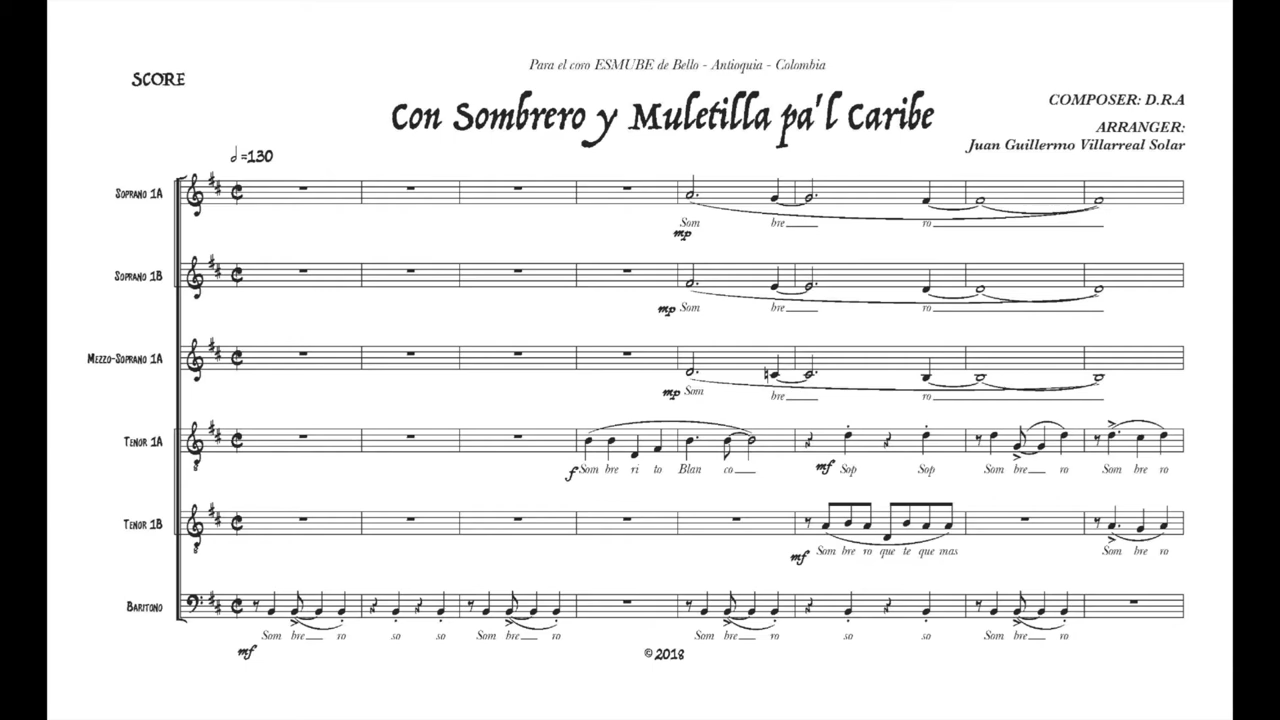 Para el coro ESMUBE de Bello - Antioquia - Colombia
SCORE
Con Sombrero y Muletilla pa'l Caribe
COMPOSER: D.R.A
ARRANGER:
Juan Guillermo Villarreal Solar
=130
SOPRANO 1A
Som bre ro
mp
SOPRANO 1B
mp Som bre ro
MEZZO-SOPRANO 1A
mp Som bre ro
TENOR 1A
f Som bre ri to Blan co mf Sop Sop Som bre ro Som bre ro
TENOR 1B
mf Som bre ro que te que mas Som bre ro
BARITONO
Som bre ro so so Som bre ro Som bre ro so so Som bre ro
mf
© 2018